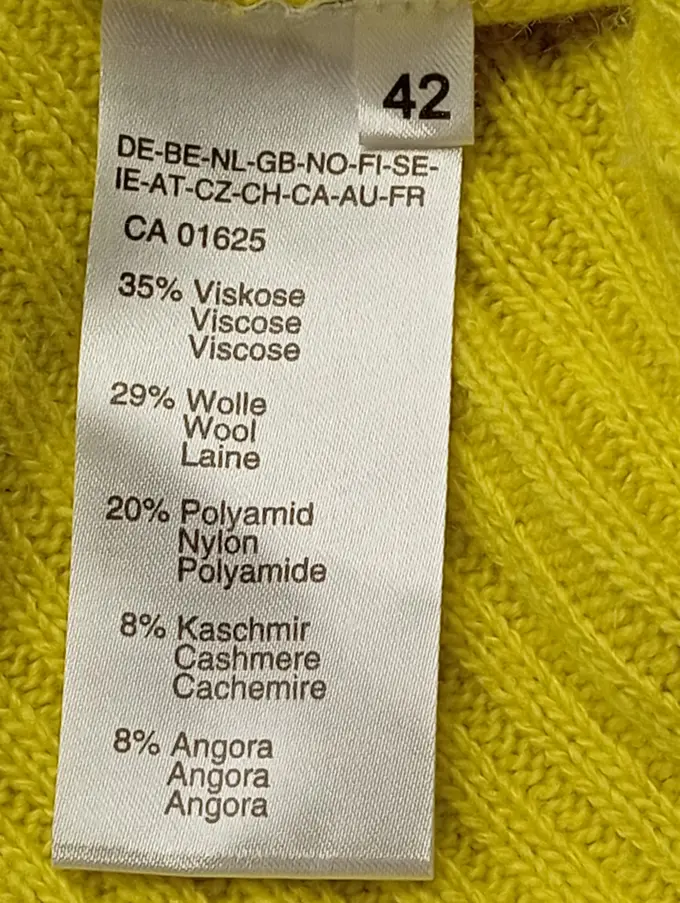 42
DE-BE-NL-GB-NO-FI-SE-
IE-AT-CZ-CH-CA-AU-FR
CA 01625
35% Viskose
Viscose
Viscose
29% Wolle
Wool
Laine
20% Polyamid
Nylon
Polyamide
8% Kaschmir
Cashmere
Cachemire
8% Angora
Angora
Angora